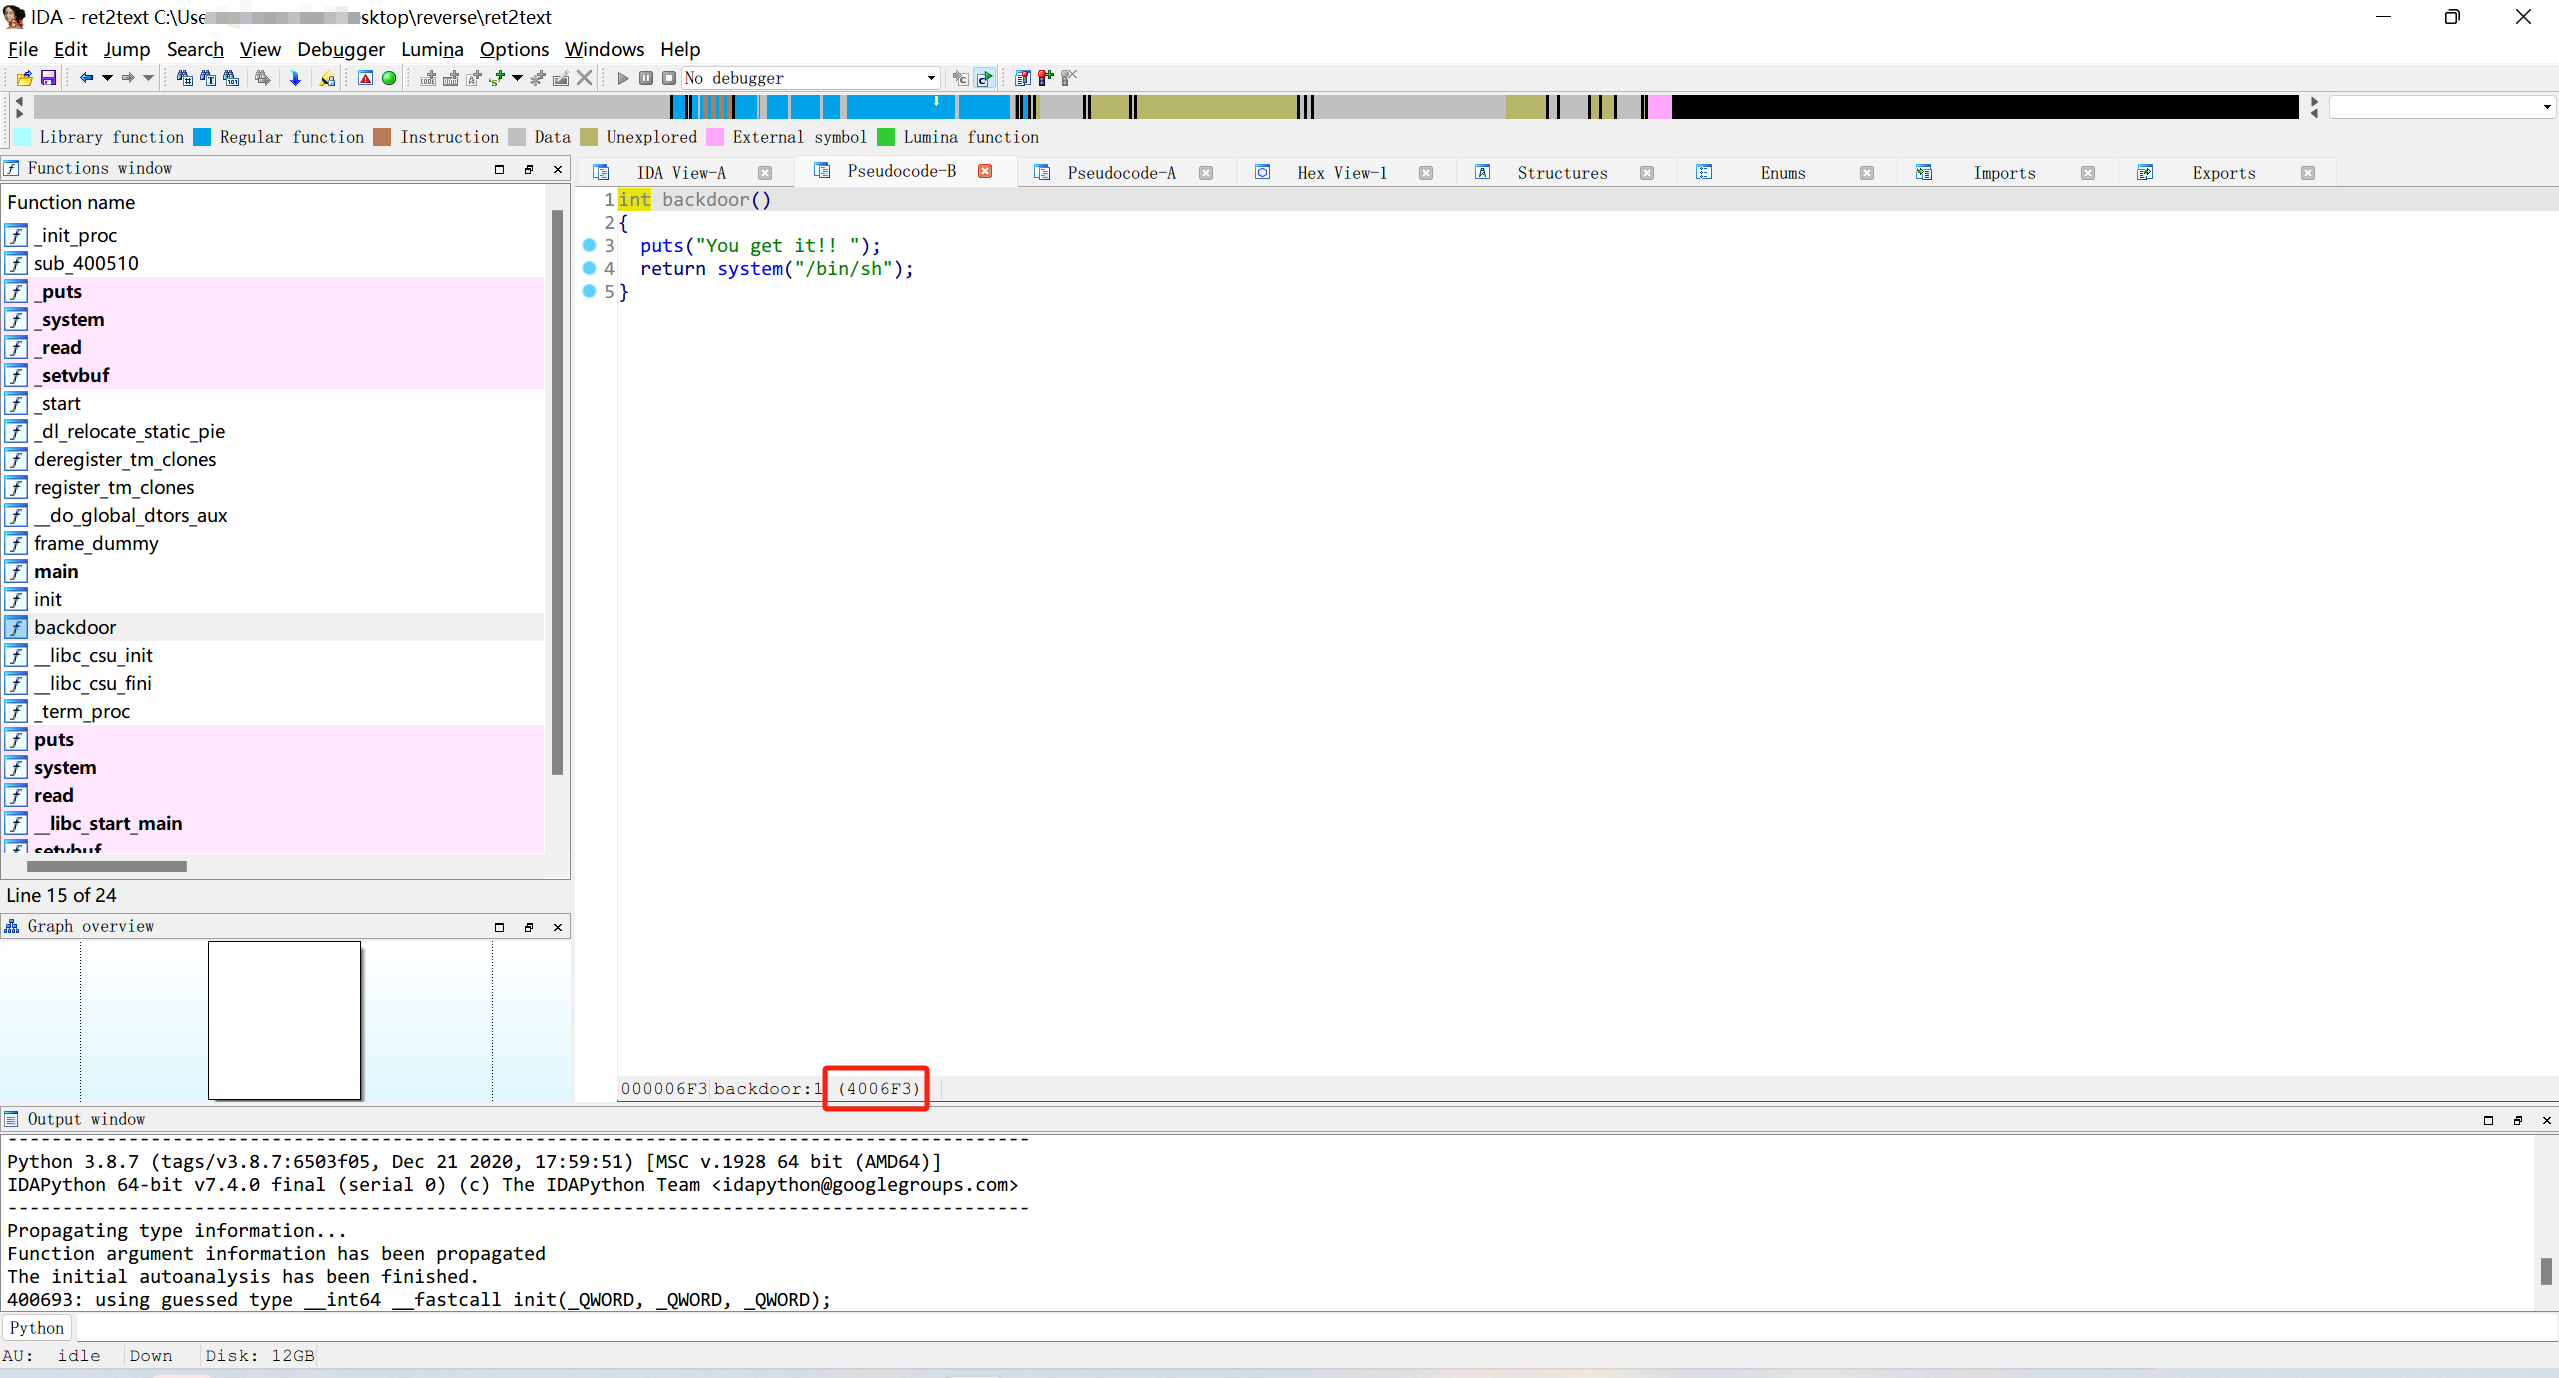 IDA - ret2text C:\Use sktop\reverse\ret2text
File Edit Jump Search View Debugger Lumina Options Windows Help
No debugger
Library function Regular function Instruction Data Unexplored External symbol Lumina function
Functions window
Function name
_init_proc
sub_400510
_puts
_system
_read
_setvbuf
_start
_dl_relocate_static_pie
deregister_tm_clones
register_tm_clones
__do_global_dtors_aux
frame_dummy
main
init
backdoor
__libc_csu_init
__libc_csu_fini
_term_proc
puts
system
read
__libc_start_main
setvbuf
Line 15 of 24
Graph overview
IDA View-A Pseudocode-B Pseudocode-A Hex View-1 Structures Enums Imports Exports
1 int backdoor()
2 {
3 puts("You get it!! ");
4 return system("/bin/sh");
5 }
000006F3 backdoor:1 (4006F3)
Output window
---------------------------------------------------------------------------------------------
Python 3.8.7 (tags/v3.8.7:6503f05, Dec 21 2020, 17:59:51) [MSC v.1928 64 bit (AMD64)]
IDAPython 64-bit v7.4.0 final (serial 0) (c) The IDAPython Team <idapython@googlegroups.com>
---------------------------------------------------------------------------------------------
Propagating type information...
Function argument information has been propagated
The initial autoanalysis has been finished.
400693: using guessed type __int64 __fastcall init(_QWORD, _QWORD, _QWORD);
Python
AU: idle Down Disk: 12GB